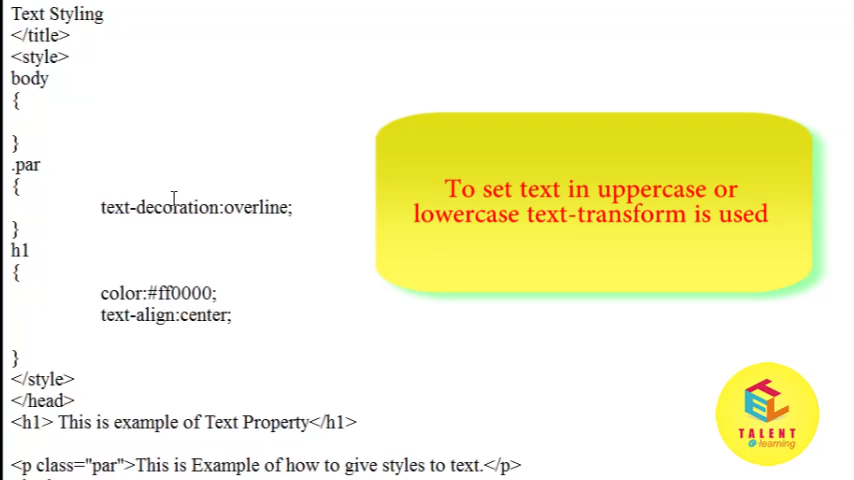 Text Styling
</title>
<style>
body
{
}
.par
{
text-decoration:overline;
}
h1
{
color:#ff0000;
text-align:center;
}
</style>
</head>
<h1> This is example of Text Property</h1>
<p class="par">This is Example of how to give styles to text.</p>
To set text in uppercase or
lowercase text-transform is used
TEL
TALENT
e-learning